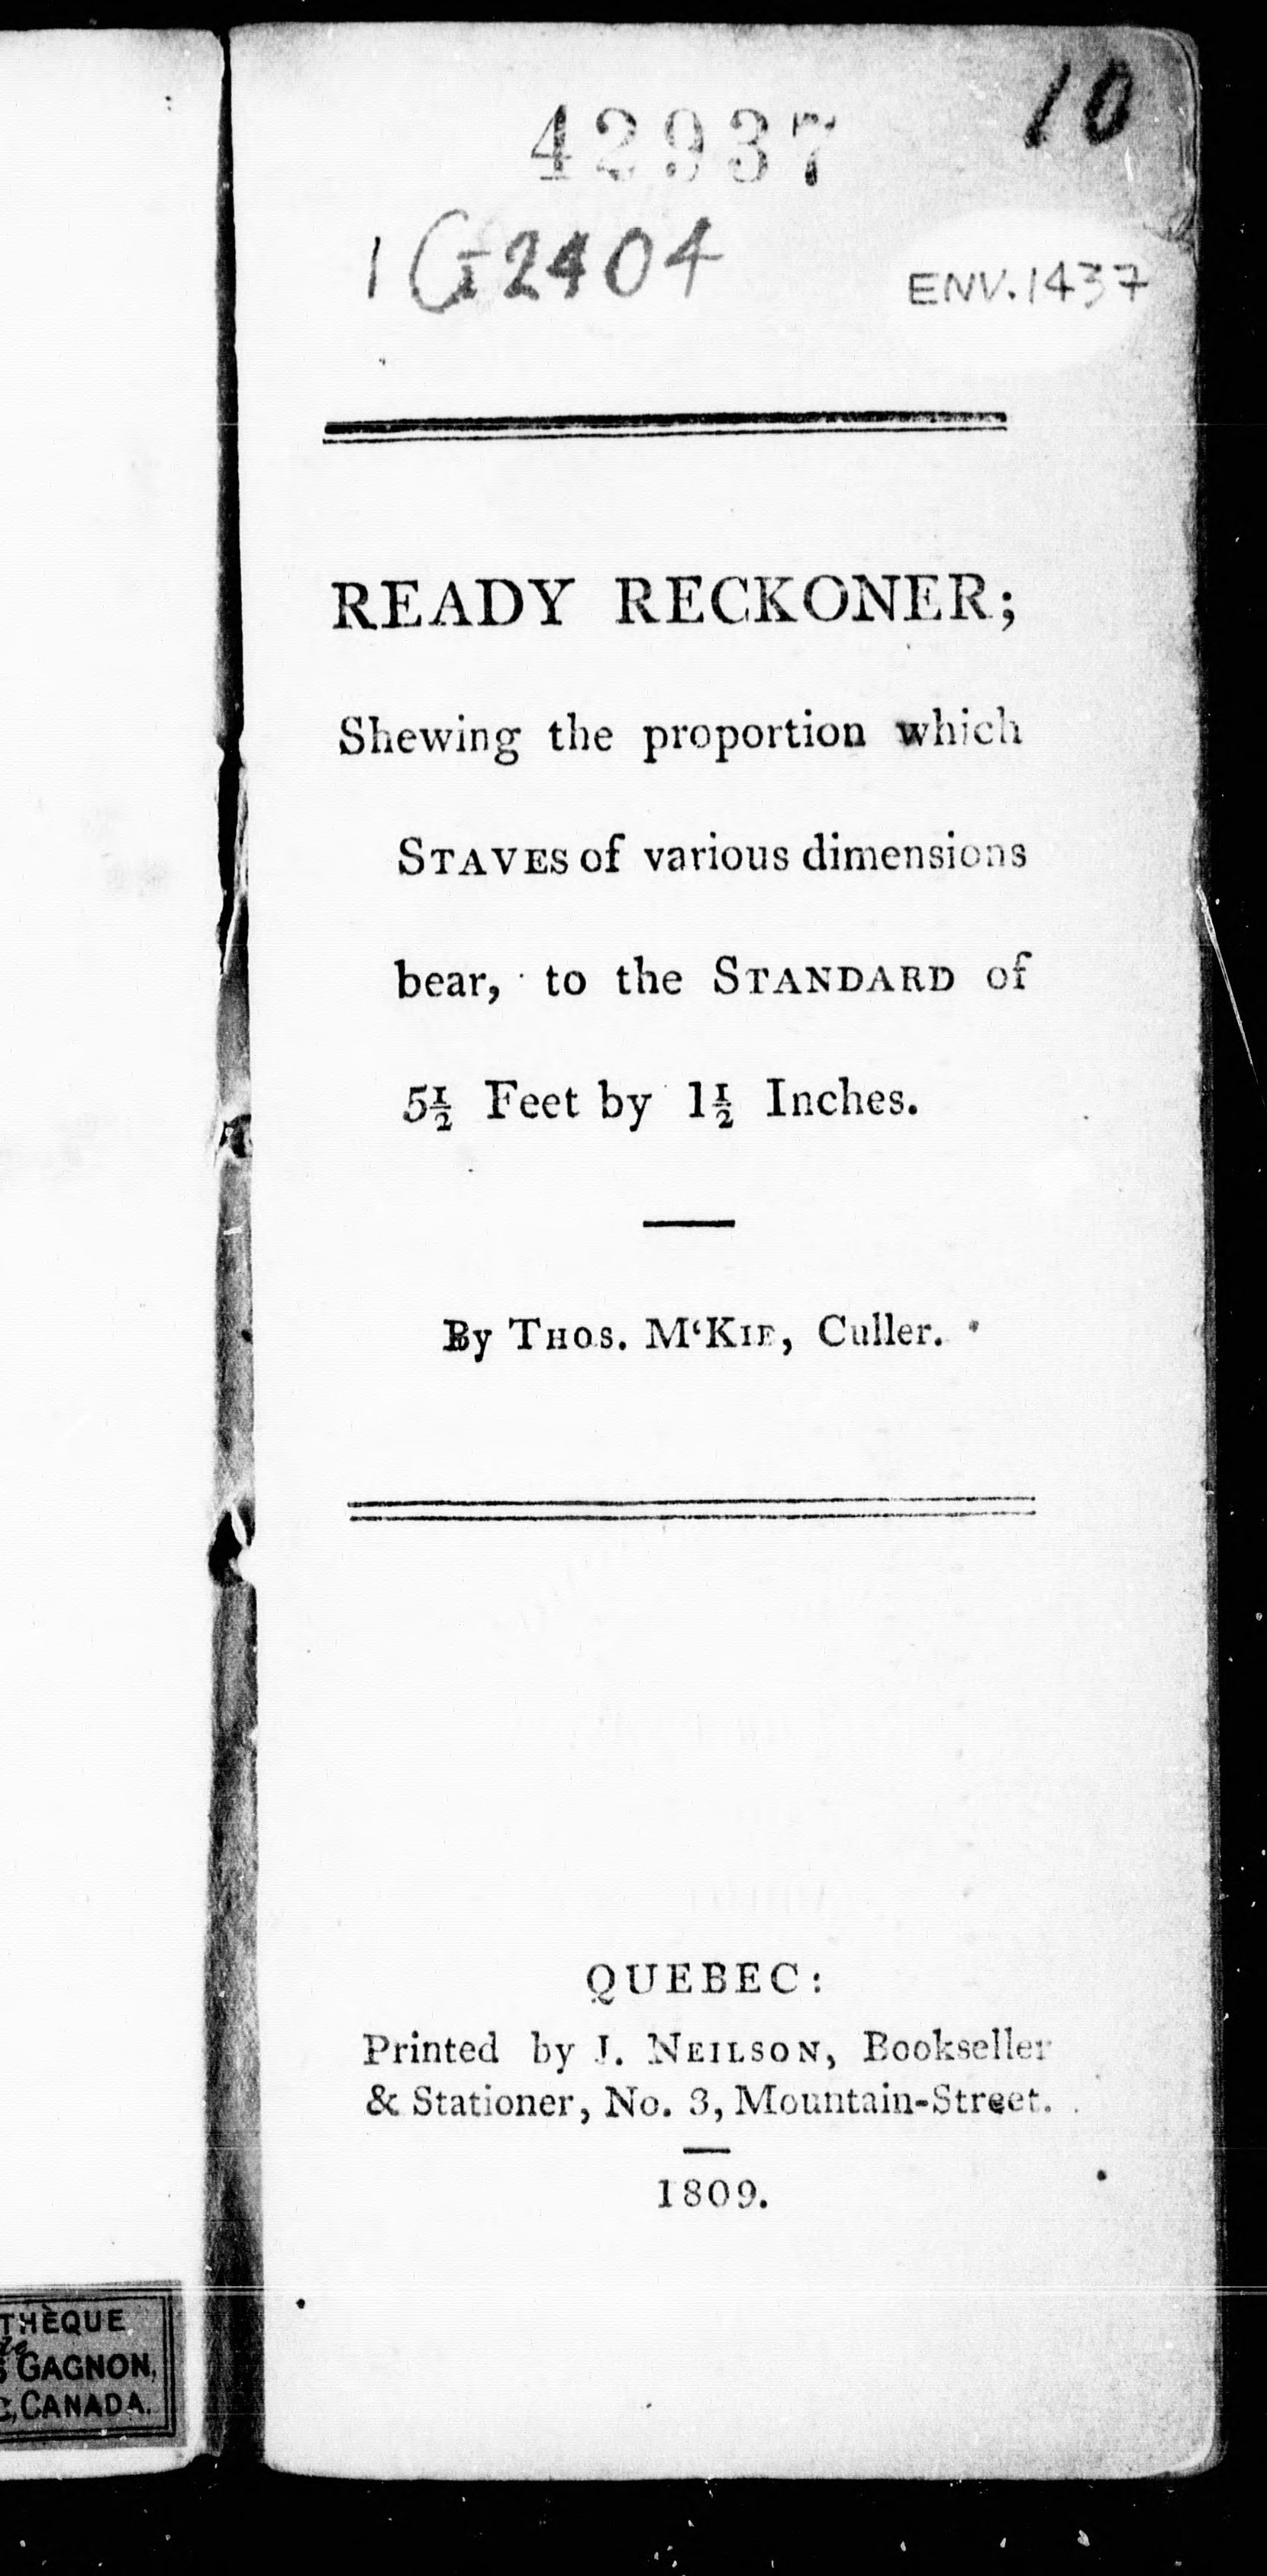 10
42937
1G2404
ENV.1437
READY RECKONER;
Shewing the proportion which
STAVES of various dimensions
bear, to the STANDARD of
5½ Feet by 1½ Inches.
By THOS. M‘KIE, Culler.
QUEBEC:
Printed by J. NEILSON, Bookseller
& Stationer, No. 3, Mountain-Street.
1809.
THÈQUE
de
S GAGNON,
C, CANADA.